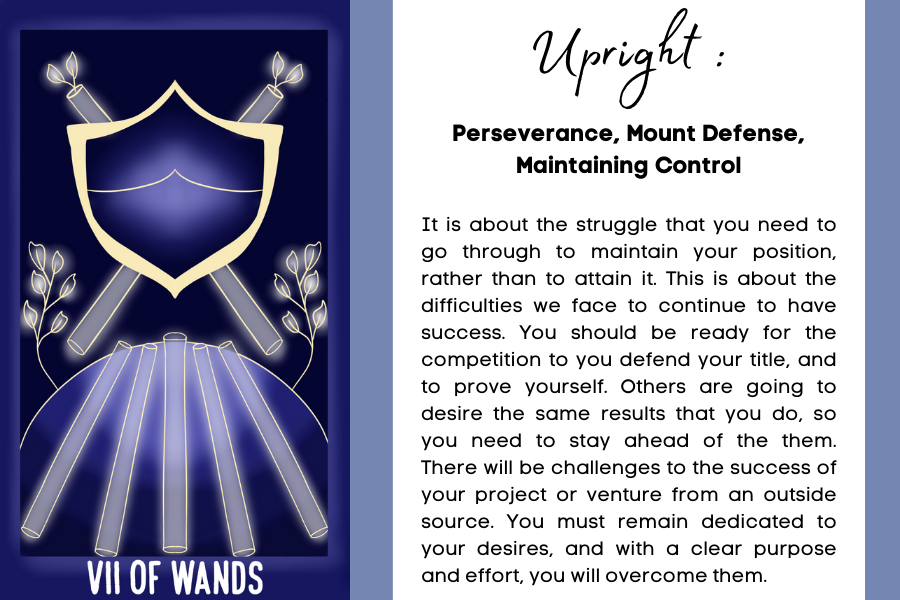 Upright :
Perseverance, Mount Defense,
Maintaining Control
It is about the struggle that you need to
go through to maintain your position,
rather than to attain it. This is about the
difficulties we face to continue to have
success. You should be ready for the
competition to you defend your title, and
to prove yourself. Others are going to
desire the same results that you do, so
you need to stay ahead of the them.
There will be challenges to the success of
your project or venture from an outside
source. You must remain dedicated to
your desires, and with a clear purpose
and effort, you will overcome them.
VII OF WANDS